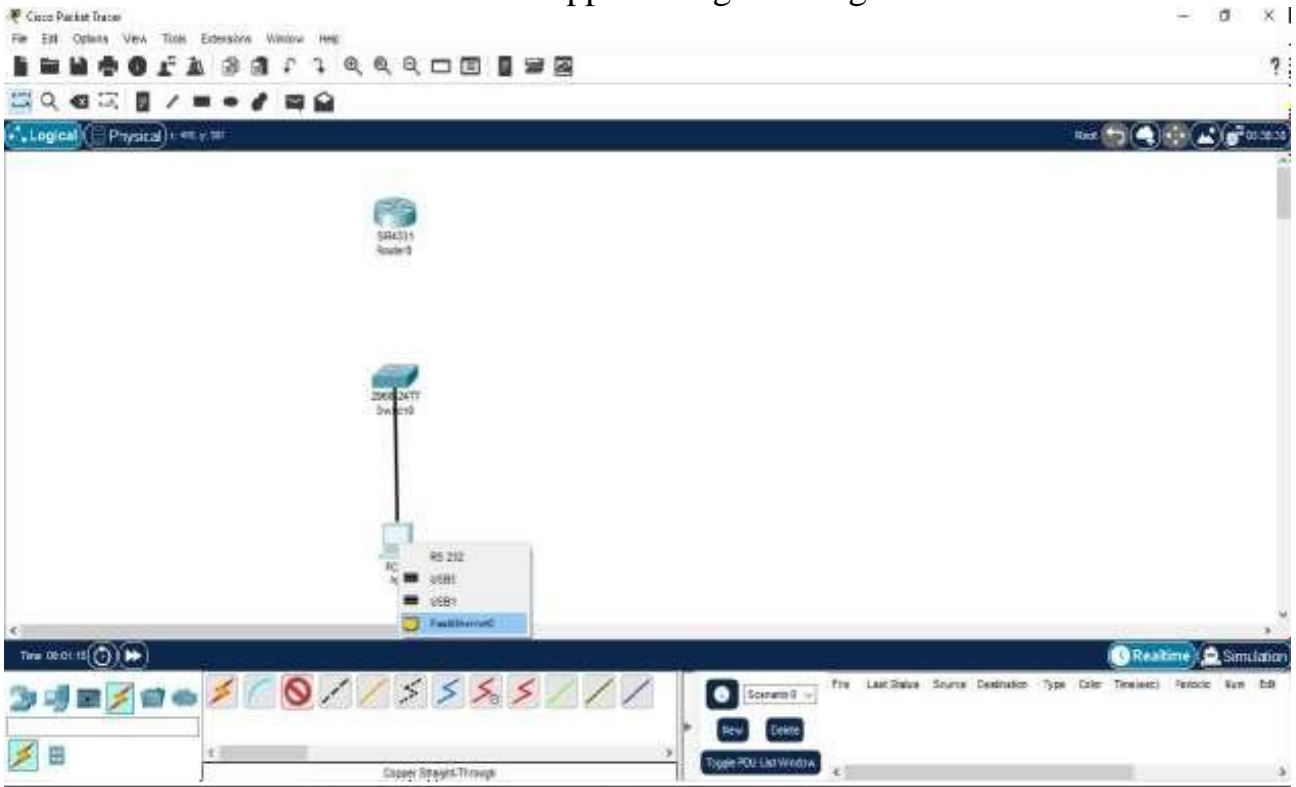 Cisco Packet Tracer
File Edit Options View Tools Extensions Window Help
?
Logical Physical
Root
Router0
Switch0
RS 232
USB0
USB1
FastEthernet0
Realtime Simulation
Scenario 0
Fire Last Status Source Destination Type Color Time(sec) Periodic Num Edit
New Delete
Toggle PDU List Window
Copper Straight-Through